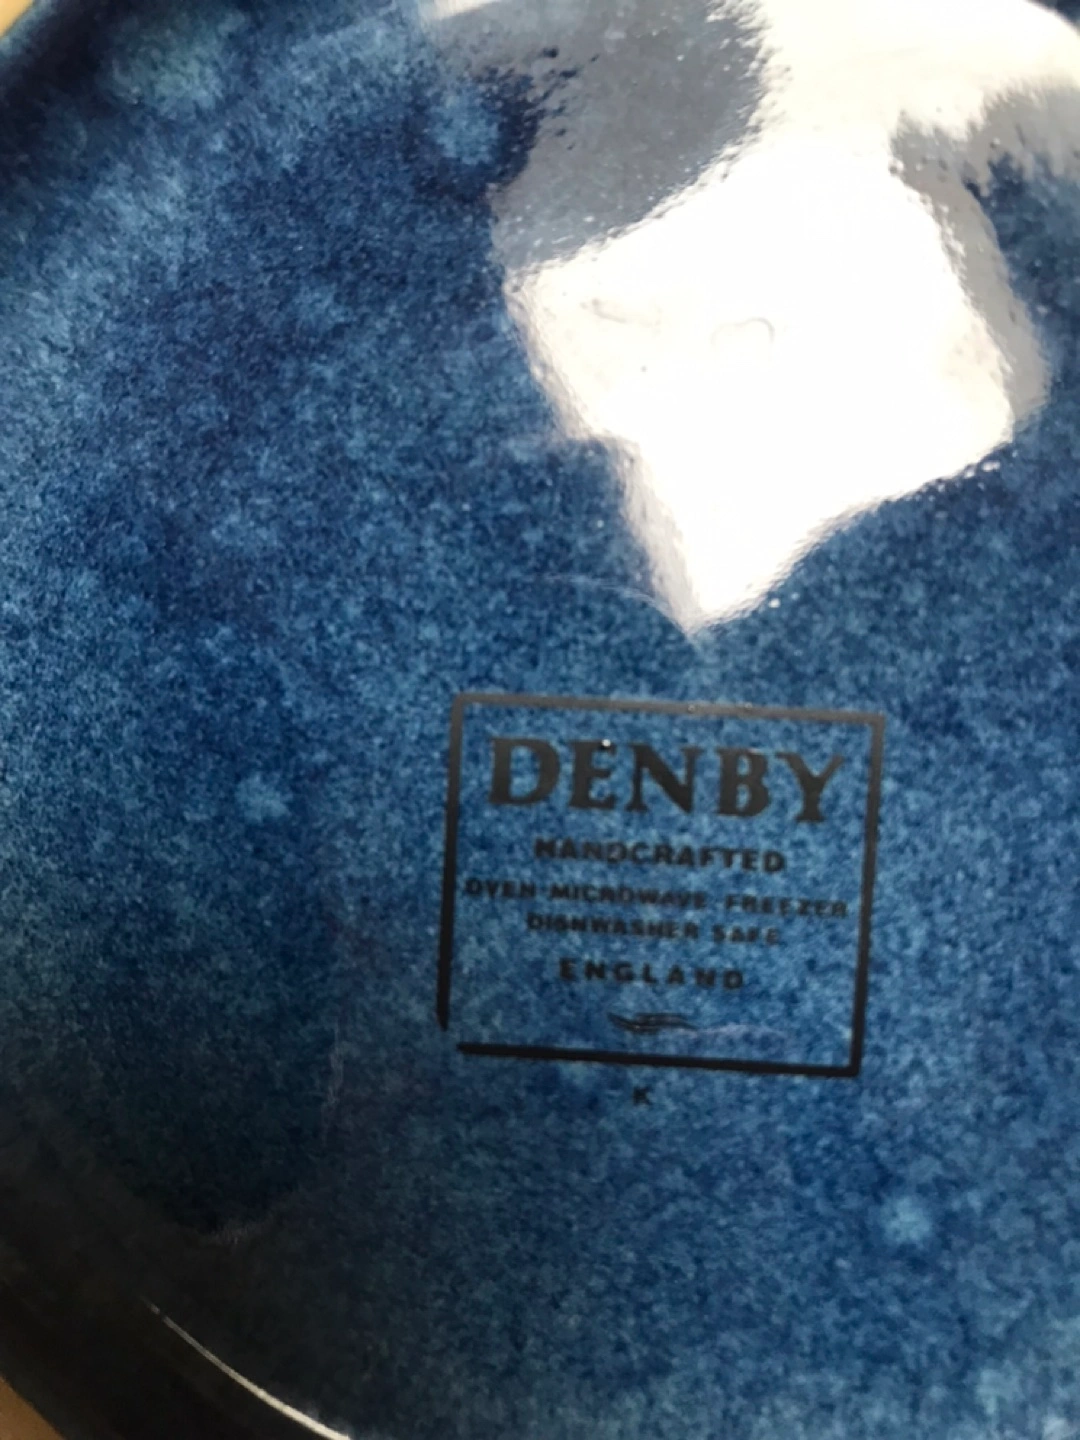 DENBY
HANDCRAFTED
OVEN MICROWAVE FREEZER
DISHWASHER SAFE
ENGLAND
K